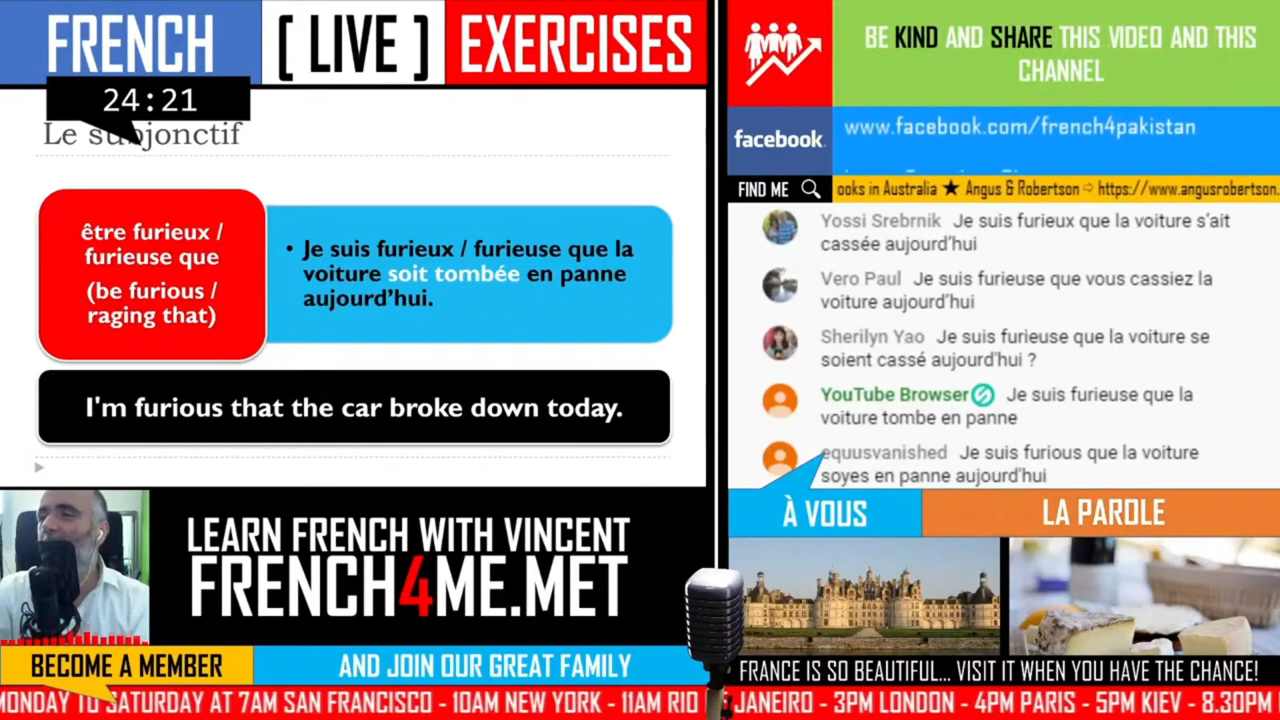 FRENCH
[ LIVE ]
EXERCISES
24:21
Le subjonctif
être furieux /
furieuse que
(be furious /
raging that)
• Je suis furieux / furieuse que la
voiture soit tombée en panne
aujourd'hui.
I'm furious that the car broke down today.
LEARN FRENCH WITH VINCENT
FRENCH4ME.MET
BECOME A MEMBER
AND JOIN OUR GREAT FAMILY
BE KIND AND SHARE THIS VIDEO AND THIS
CHANNEL
facebook.
www.facebook.com/french4pakistan
FIND ME
ooks in Australia ★ Angus & Robertson ⇨ https://www.angusrobertson.
Yossi Srebrnik Je suis furieux que la voiture s'ait
cassée aujourd'hui
Vero Paul Je suis furieuse que vous cassiez la
voiture aujourd'hui
Sherilyn Yao Je suis furieuse que la voiture se
soient cassé aujourd'hui ?
YouTube Browser Je suis furieuse que la
voiture tombe en panne
equusvanished Je suis furious que la voiture
soyes en panne aujourd'hui
À VOUS
LA PAROLE
FRANCE IS SO BEAUTIFUL... VISIT IT WHEN YOU HAVE THE CHANCE!
MONDAY TO SATURDAY AT 7AM SAN FRANCISCO - 10AM NEW YORK - 11AM RIO JANEIRO - 3PM LONDON - 4PM PARIS - 5PM KIEV - 8.30PM